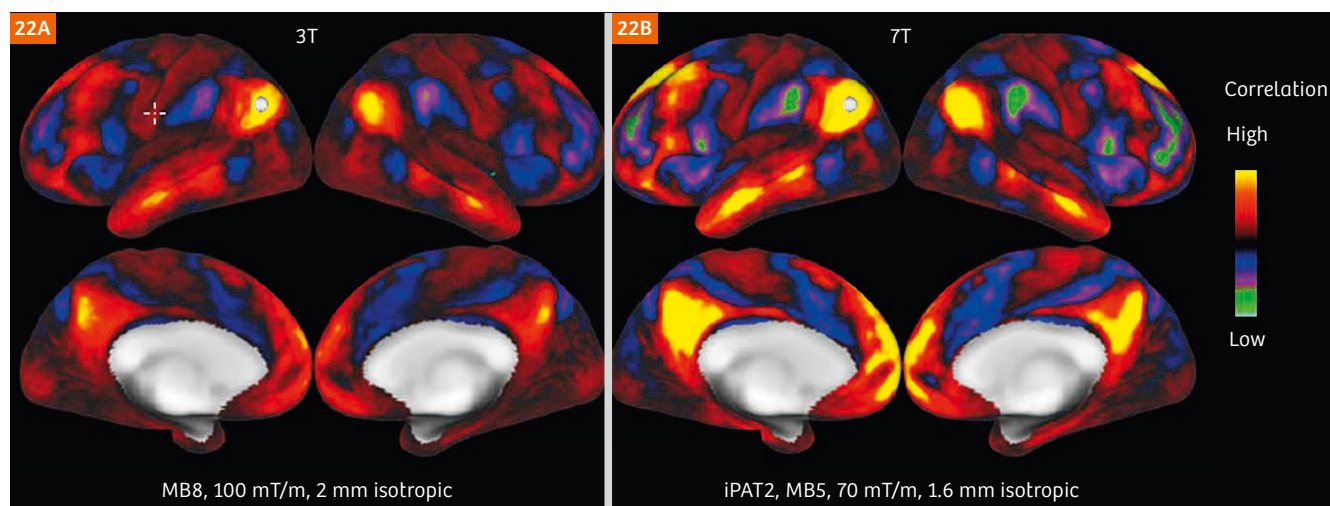 22A
3T
22B
7T
Correlation
High
Low
MB8, 100 mT/m, 2 mm isotropic
iPAT2, MB5, 70 mT/m, 1.6 mm isotropic